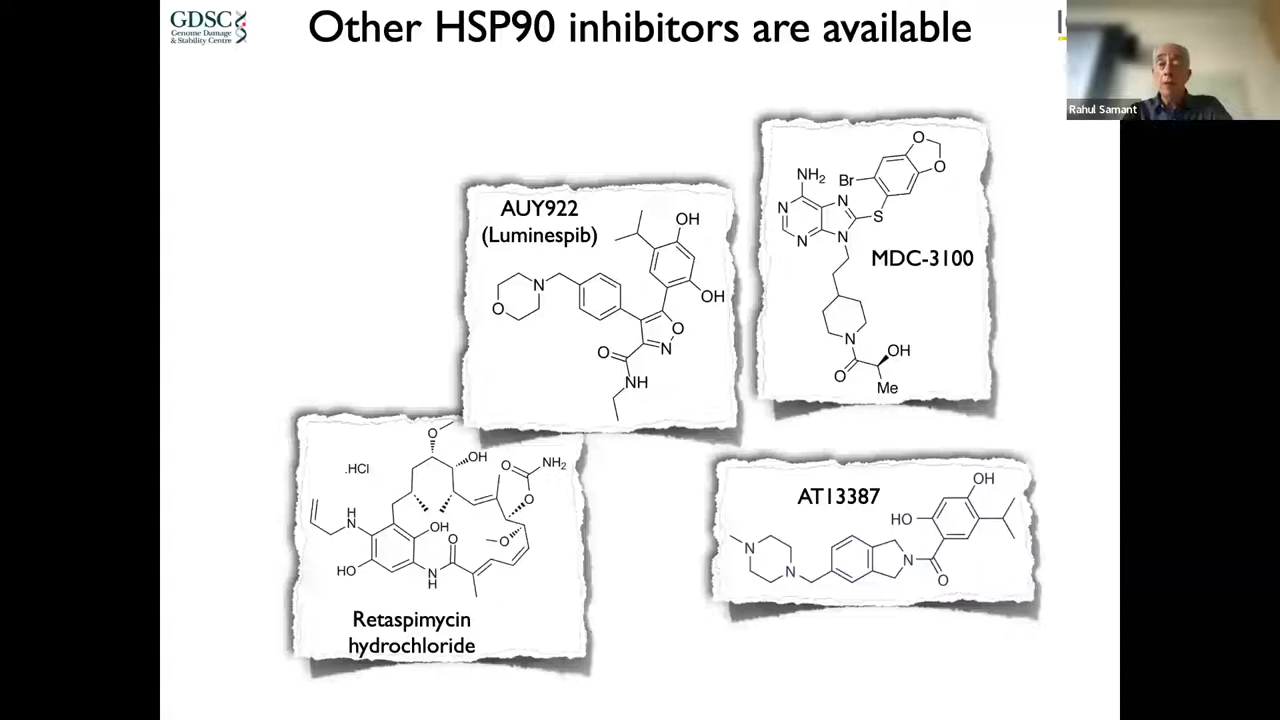 GDSC
Genome Damage
& Stability Centre
Other HSP90 inhibitors are available
Rahul Samant
AUY922
(Luminespib)
OH
OH
N
O
O
N
O
NH
NH₂
Br
O
O
N
N
N
N
S
MDC-3100
N
O
OH
Me
.HCl
O
OH
O
NH₂
O
O
H
N
OH
O
HO
N
H
Retaspimycin
hydrochloride
AT13387
OH
HO
N
N
N
O